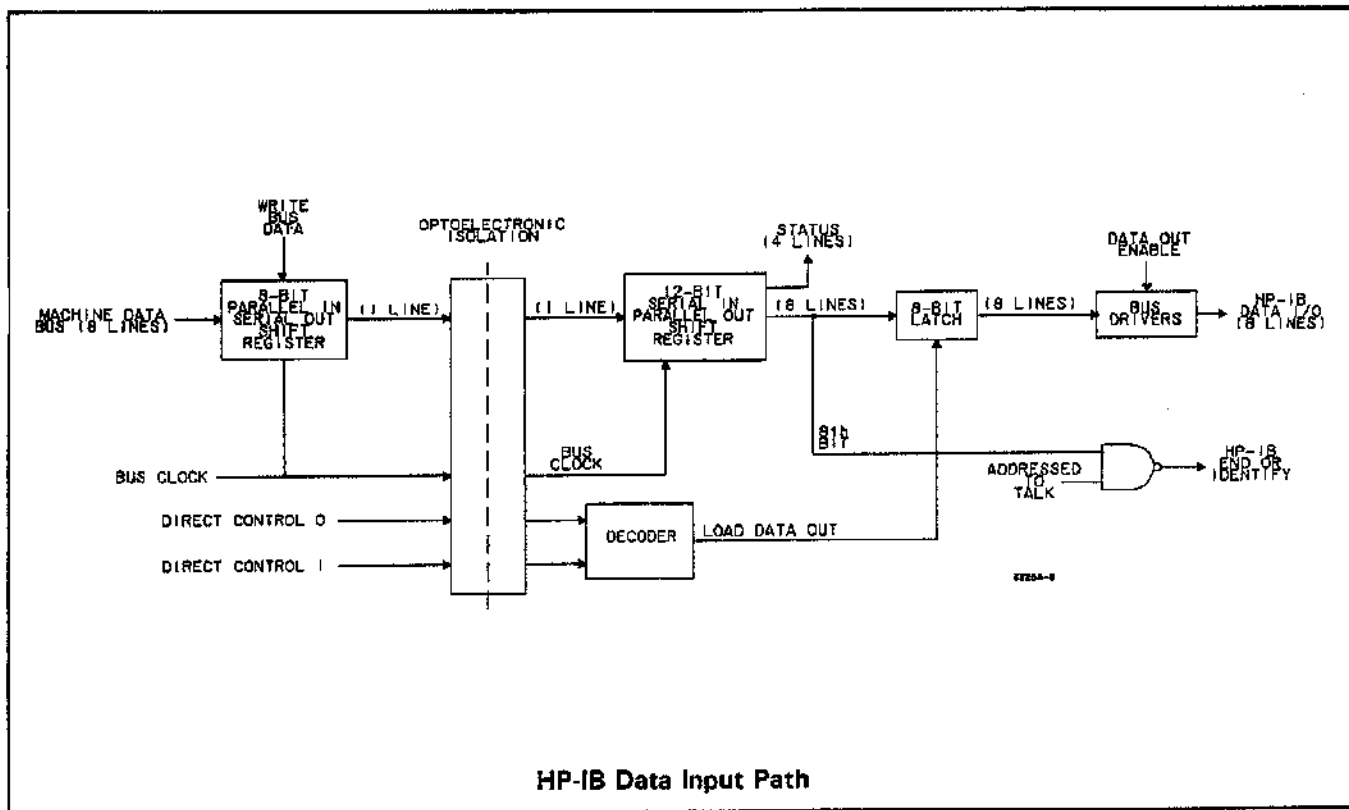 WRITE
BUS
DATA
OPTOELECTRONIC
ISOLATION
STATUS
(4 LINES)
DATA OUT
ENABLE
MACHINE DATA
BUS (8 LINES)
8-BIT
PARALLEL IN
SERIAL OUT
SHIFT
REGISTER
(1 LINE)
(1 LINE)
12-BIT
SERIAL IN
PARALLEL OUT
SHIFT
REGISTER
(8 LINES)
8-BIT
LATCH
(8 LINES)
BUS
DRIVERS
HP-IB
DATA I/O
(8 LINES)
8th
BIT
BUS CLOCK
BUS
CLOCK
ADDRESSED
TO
TALK
HP-IB
END OR
IDENTIFY
DIRECT CONTROL 0
DIRECT CONTROL 1
DECODER
LOAD DATA OUT
HP-IB Data Input Path